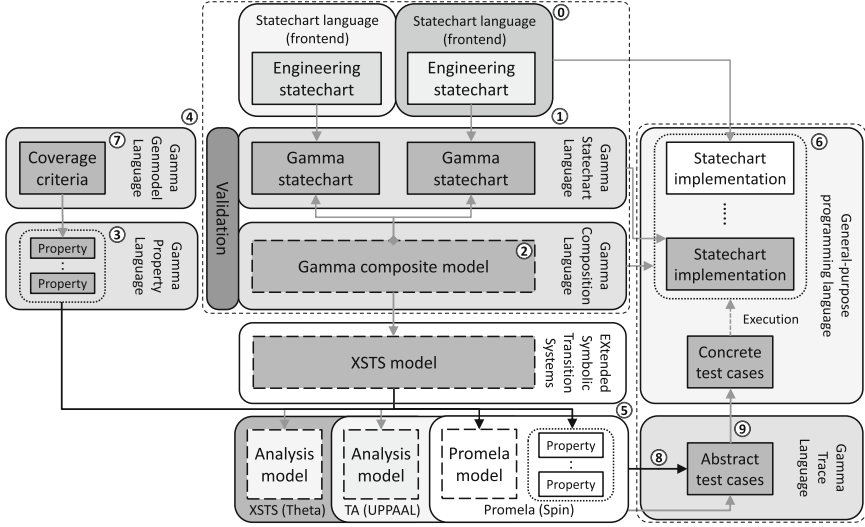 Statechart language
(frontend)
Engineering
statechart
Statechart language
(frontend)
Engineering
statechart
0
1
4
7
Coverage
criteria
Gamma
Genmodel
Language
Validation
Gamma
statechart
Gamma
statechart
Gamma
Statechart
Language
6
Statechart
implementation
Statechart
implementation
General-purpose
programming language
3
Property
Property
Gamma
Property
Language
Gamma composite model
2
Gamma
Composition
Language
Execution
Concrete
test cases
XSTS model
EXtended
Symbolic
Transition
Systems
5
Analysis
model
XSTS (Theta)
Analysis
model
TA (UPPAAL)
Promela
model
Property
Property
Promela (Spin)
8
9
Abstract
test cases
Gamma
Trace
Language